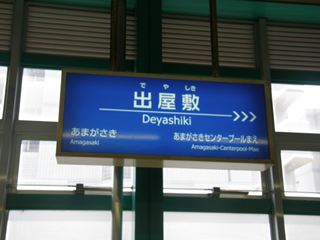 で や しき
出屋敷
Deyashiki
>>>
あまがさき
Amagasaki
あまがさきセンタープールまえ
Amagasaki-Centerpool-Mae